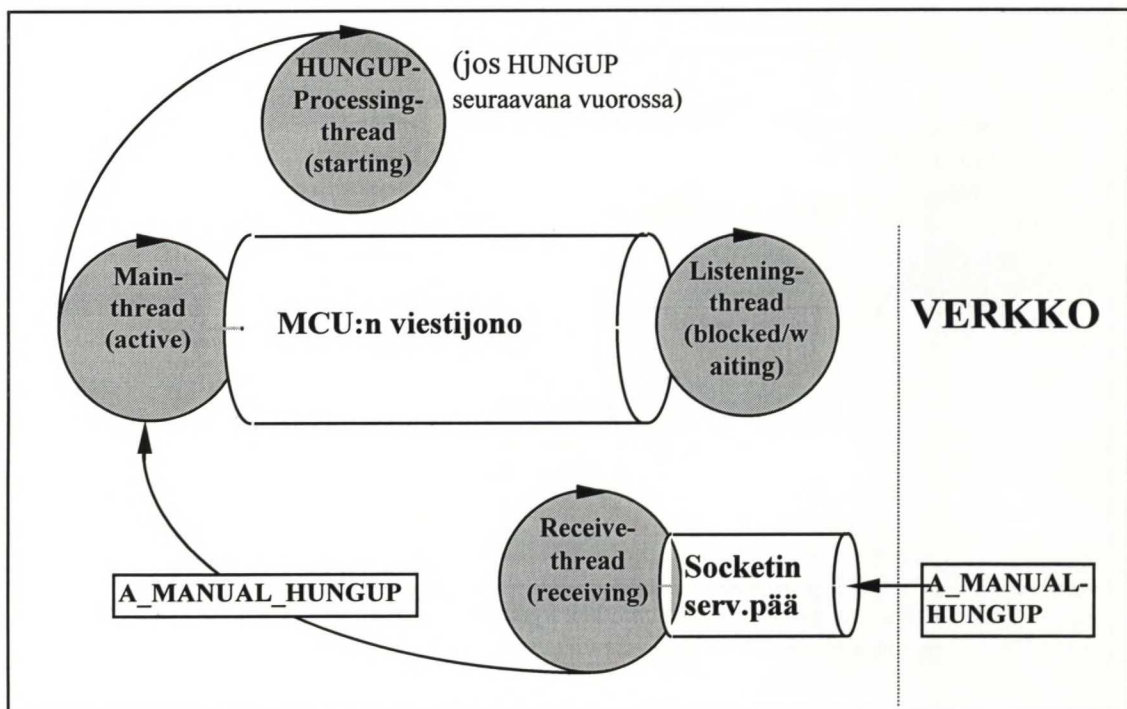 HUNGUP-
Processing-
thread
(starting)
(jos HUNGUP
seuraavana vuorossa)
Main-
thread
(active)
MCU:n viestijono
Listening-
thread
(blocked/w
aiting)
VERKKO
Receive-
thread
(receiving)
Socketin
serv.pää
A_MANUAL_HUNGUP
A_MANUAL-
HUNGUP